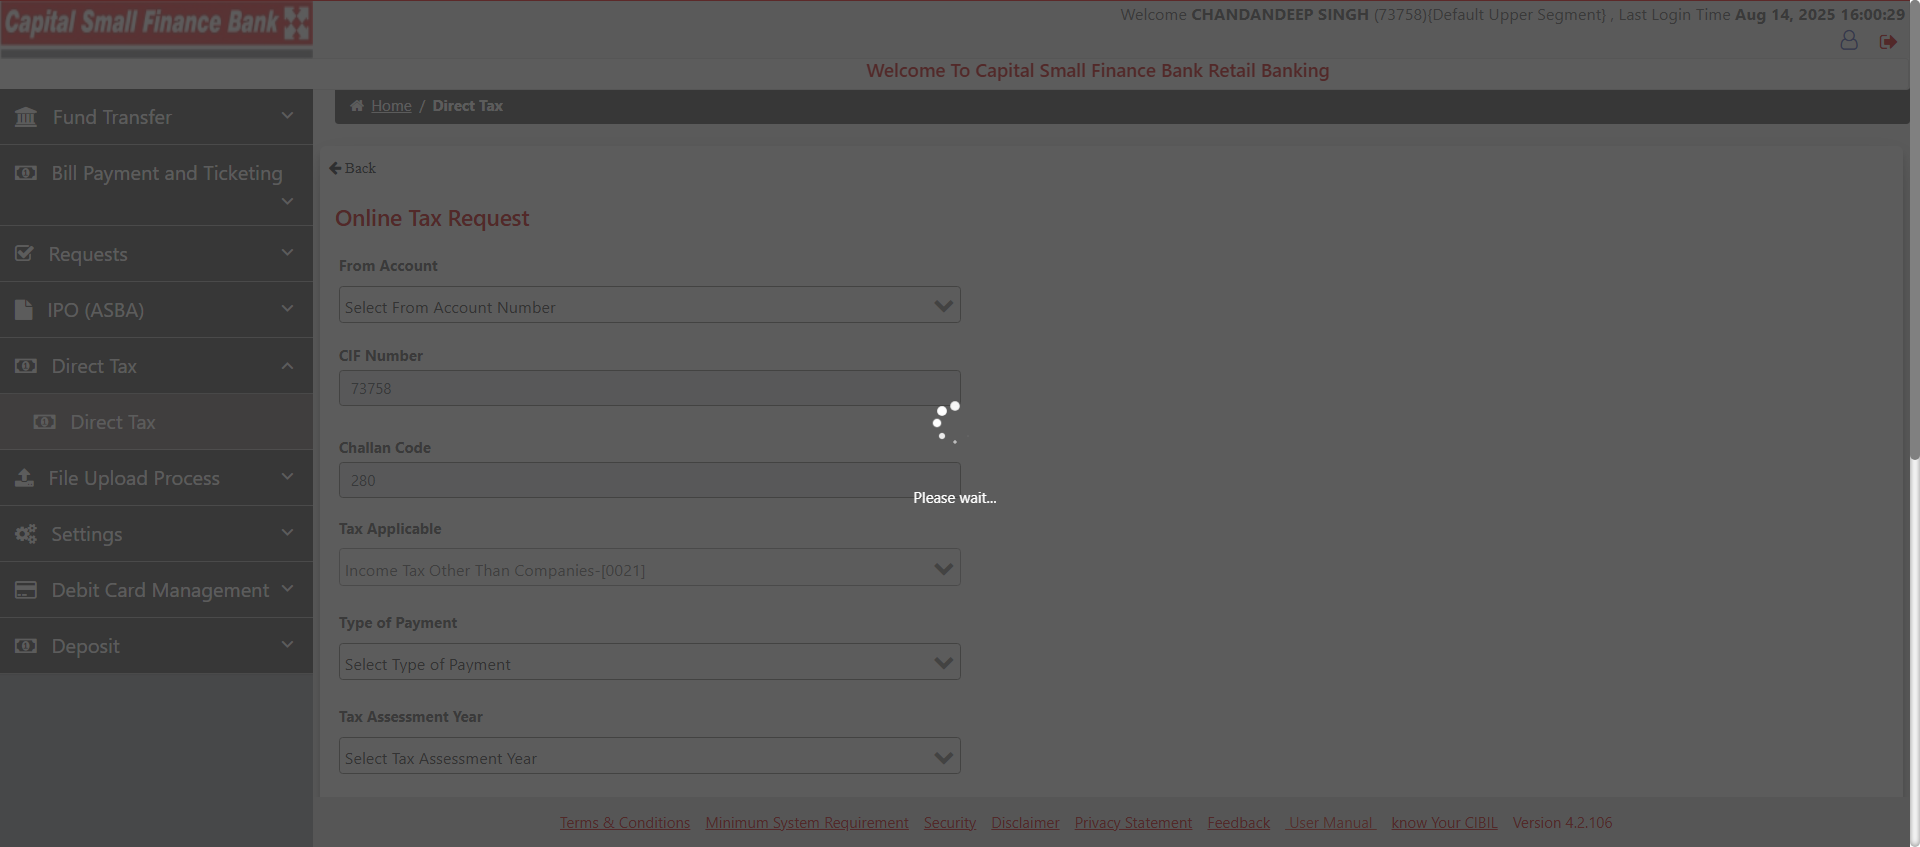 Capital Small Finance Bank
Welcome CHANDANDEEP SINGH (73758){Default Upper Segment} , Last Login Time Aug 14, 2025 16:00:29
Welcome To Capital Small Finance Bank Retail Banking
Fund Transfer
Bill Payment and Ticketing
Requests
IPO (ASBA)
Direct Tax
Direct Tax
File Upload Process
Settings
Debit Card Management
Deposit
Home / Direct Tax
Back
Online Tax Request
From Account
Select From Account Number
CIF Number
73758
Challan Code
280
Please wait...
Tax Applicable
Income Tax Other Than Companies-[0021]
Type of Payment
Select Type of Payment
Tax Assessment Year
Select Tax Assessment Year
Terms & Conditions Minimum System Requirement Security Disclaimer Privacy Statement Feedback User Manual know Your CIBIL Version 4.2.106